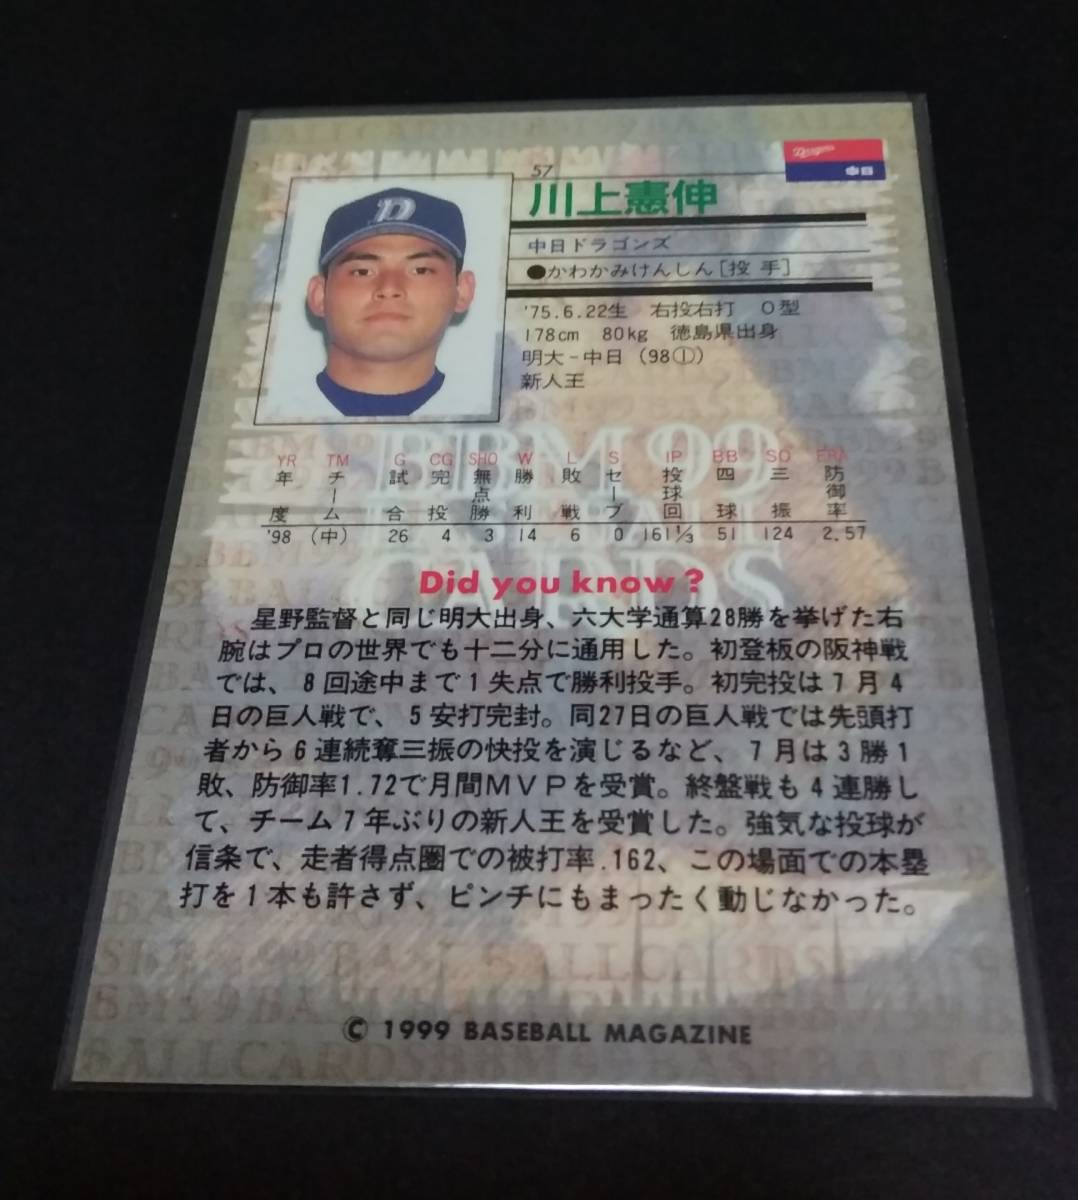 57
川上憲伸
Dragons
中日
D
中日ドラゴンズ
●かわかみけんしん[投 手]
'75.6.22生 右投右打 O型
178cm 80kg 徳島県出身
明大－中日（98①）
新人王
BBM 99
BASEBALL
CARDS
YR TM G CG SHO W L S IP BB SO ERA
年度 チーム 試合 完投 無点勝 勝利 敗戦 セーブ 投球回 四球 三振 防御率
'98 （中） 26 4 3 14 6 0 161⅓ 51 124 2.57
Did you know?
星野監督と同じ明大出身、六大学通算28勝を挙げた右
腕はプロの世界でも十二分に通用した。初登板の阪神戦
では、8回途中まで1失点で勝利投手。初完投は7月4
日の巨人戦で、5安打完封。同27日の巨人戦では先頭打
者から6連続奪三振の快投を演じるなど、7月は3勝1
敗、防御率1.72で月間MVPを受賞。終盤戦も4連勝し
て、チーム7年ぶりの新人王を受賞した。強気な投球が
信条で、走者得点圏での被打率.162、この場面での本塁
打を1本も許さず、ピンチにもまったく動じなかった。
© 1999 BASEBALL MAGAZINE